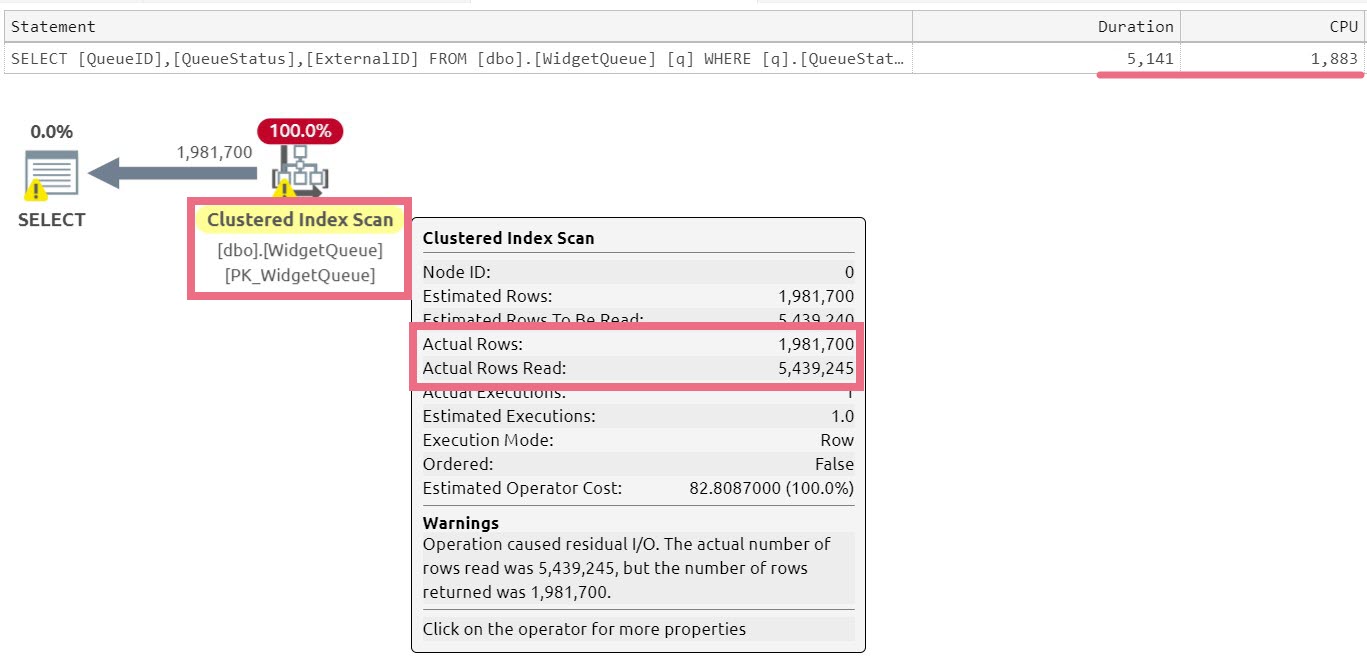 Statement Duration CPU
SELECT [QueueID],[QueueStatus],[ExternalID] FROM [dbo].[WidgetQueue] [q] WHERE [q].[QueueStat… 5,141 1,883
0.0% 1,981,700 100.0%
SELECT
Clustered Index Scan
[dbo].[WidgetQueue]
[PK_WidgetQueue]
Clustered Index Scan
Node ID: 0
Estimated Rows: 1,981,700
Estimated Rows To Be Read: 5,439,240
Actual Rows: 1,981,700
Actual Rows Read: 5,439,245
Actual Executions: 1
Estimated Executions: 1.0
Execution Mode: Row
Ordered: False
Estimated Operator Cost: 82.8087000 (100.0%)
Warnings
Operation caused residual I/O. The actual number of
rows read was 5,439,245, but the number of rows
returned was 1,981,700.
Click on the operator for more properties